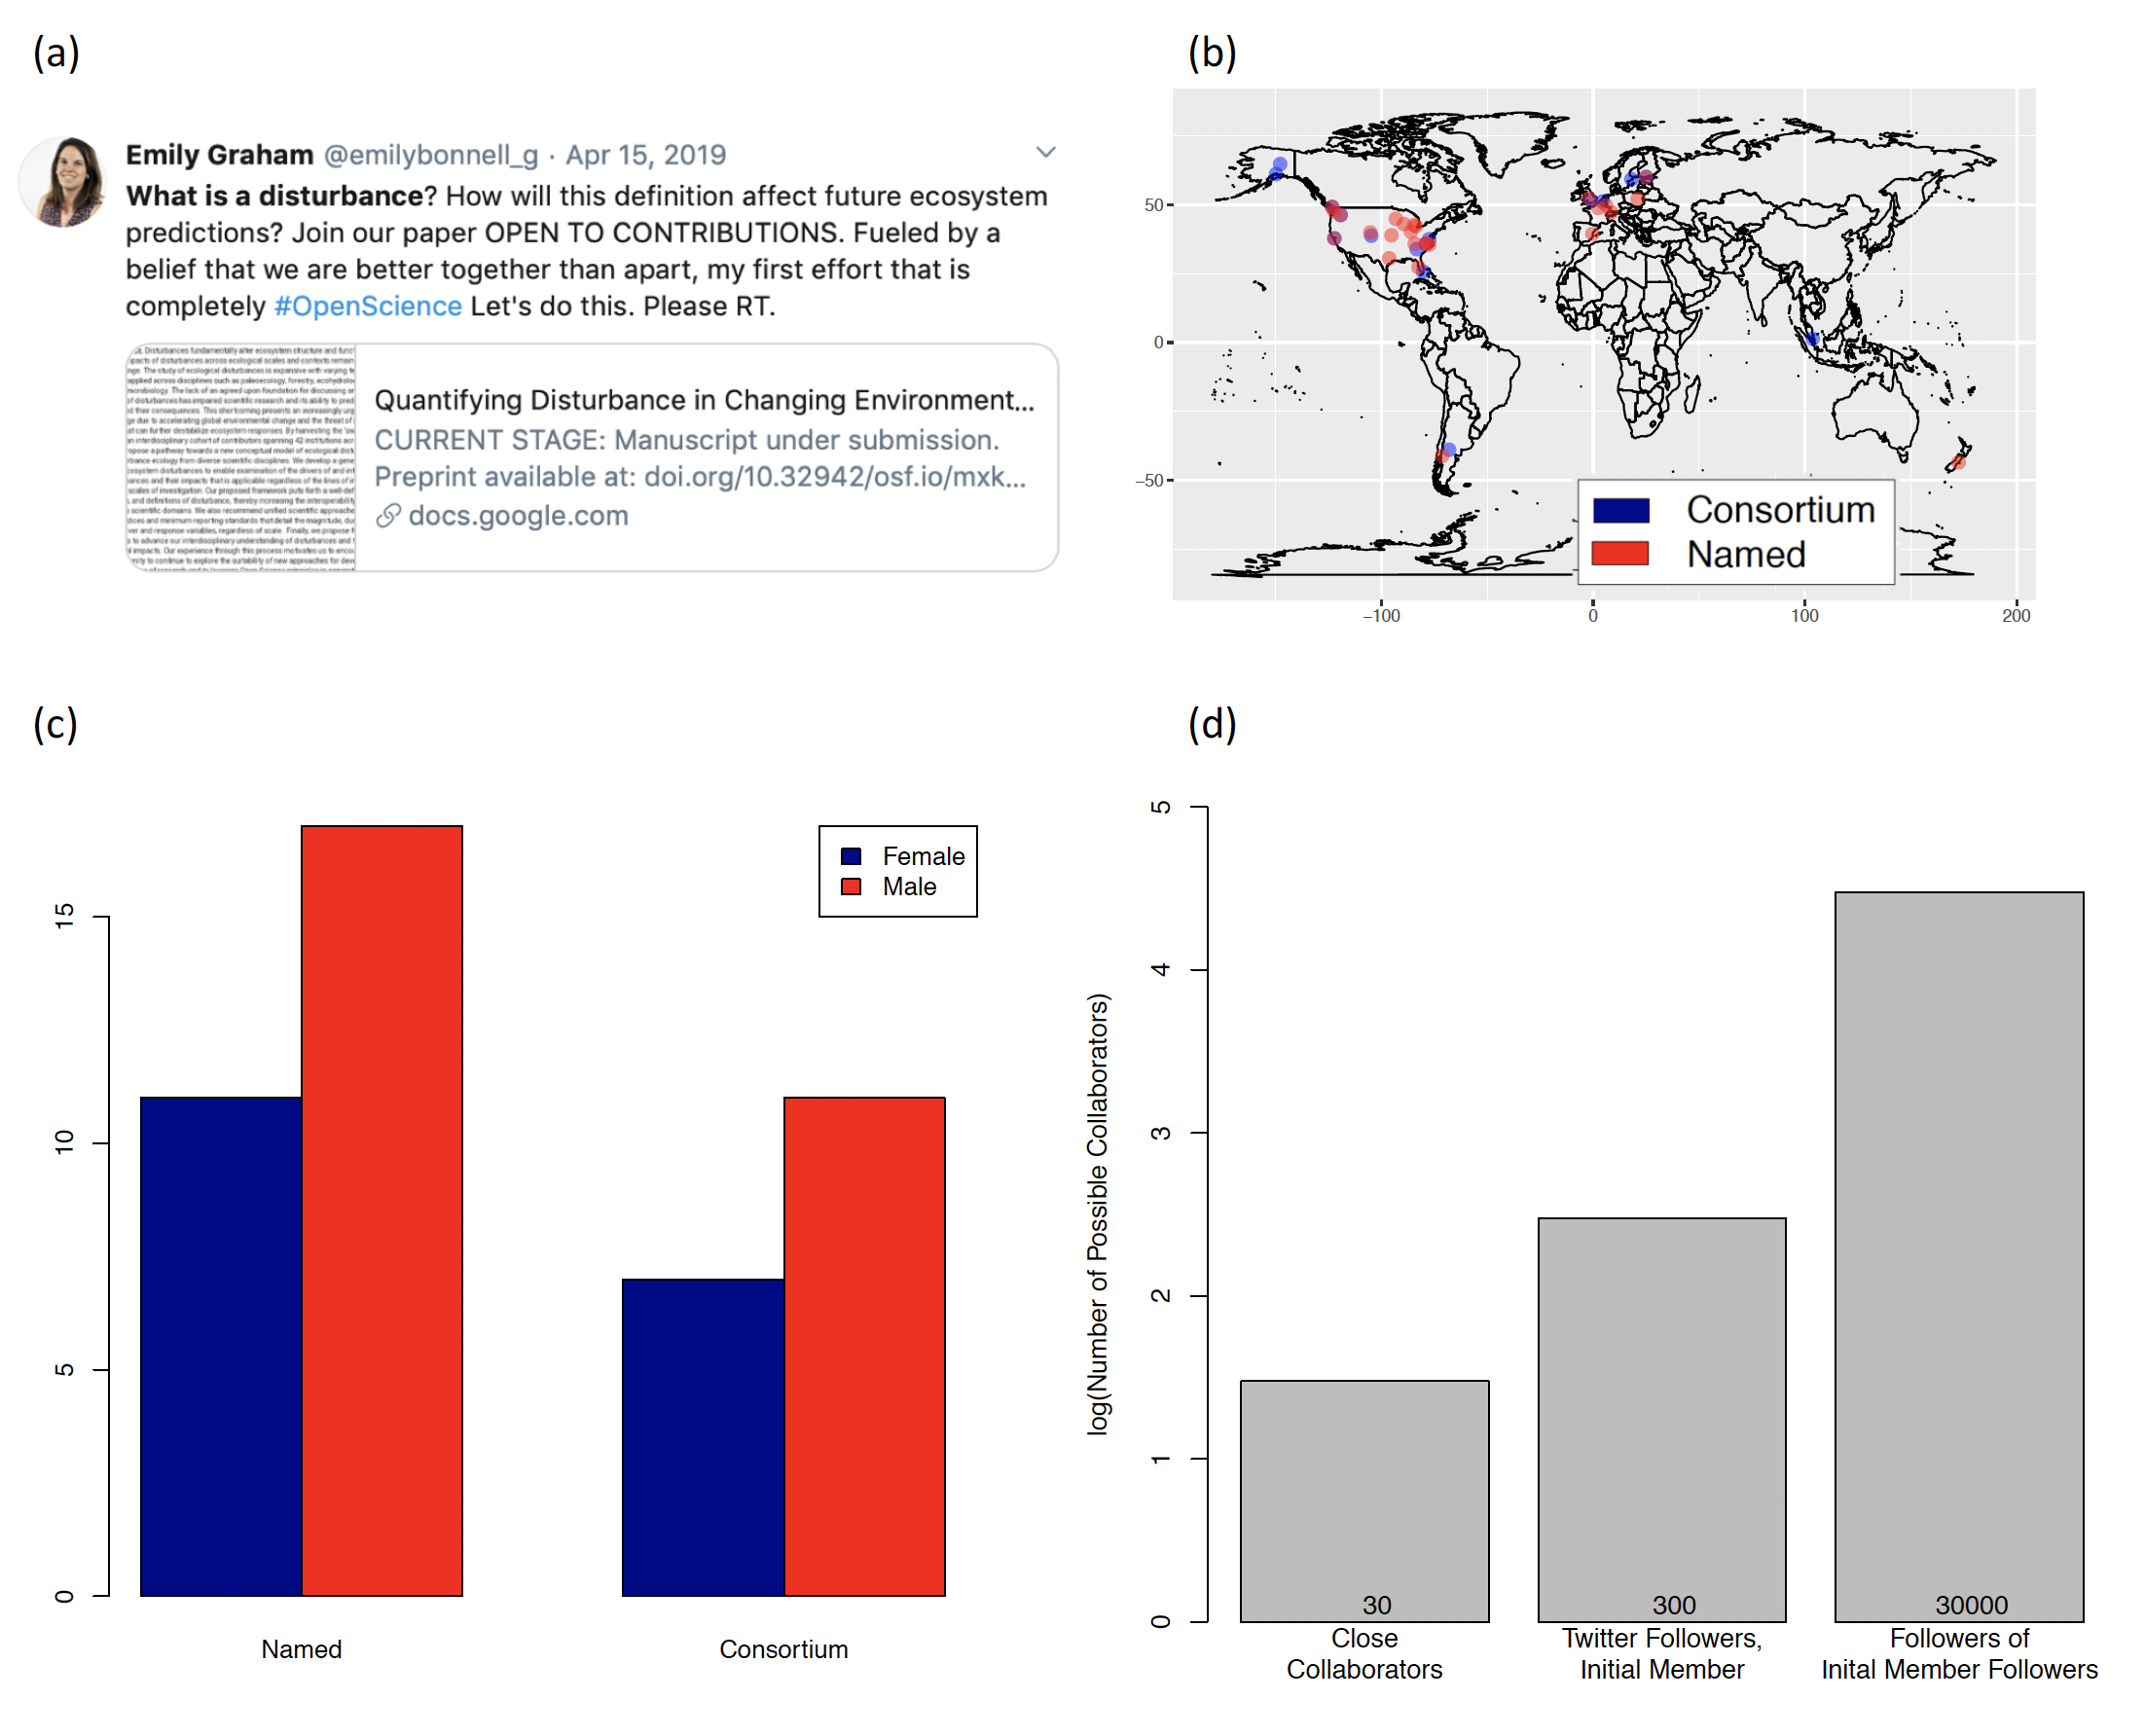 (a)
Emily Graham @emilybonnell_g · Apr 15, 2019
What is a disturbance? How will this definition affect future ecosystem
predictions? Join our paper OPEN TO CONTRIBUTIONS. Fueled by a
belief that we are better together than apart, my first effort that is
completely #OpenScience Let's do this. Please RT.
Quantifying Disturbance in Changing Environment...
CURRENT STAGE: Manuscript under submission.
Preprint available at: doi.org/10.32942/osf.io/mxk...
docs.google.com
(b)
50
0
−50
−100
0
100
200
Consortium
Named
(c)
15
10
5
0
Female
Male
Named
Consortium
(d)
log(Number of Possible Collaborators)
5
4
3
2
1
0
30
300
30000
Close
Collaborators
Twitter Followers,
Initial Member
Followers of
Inital Member Followers